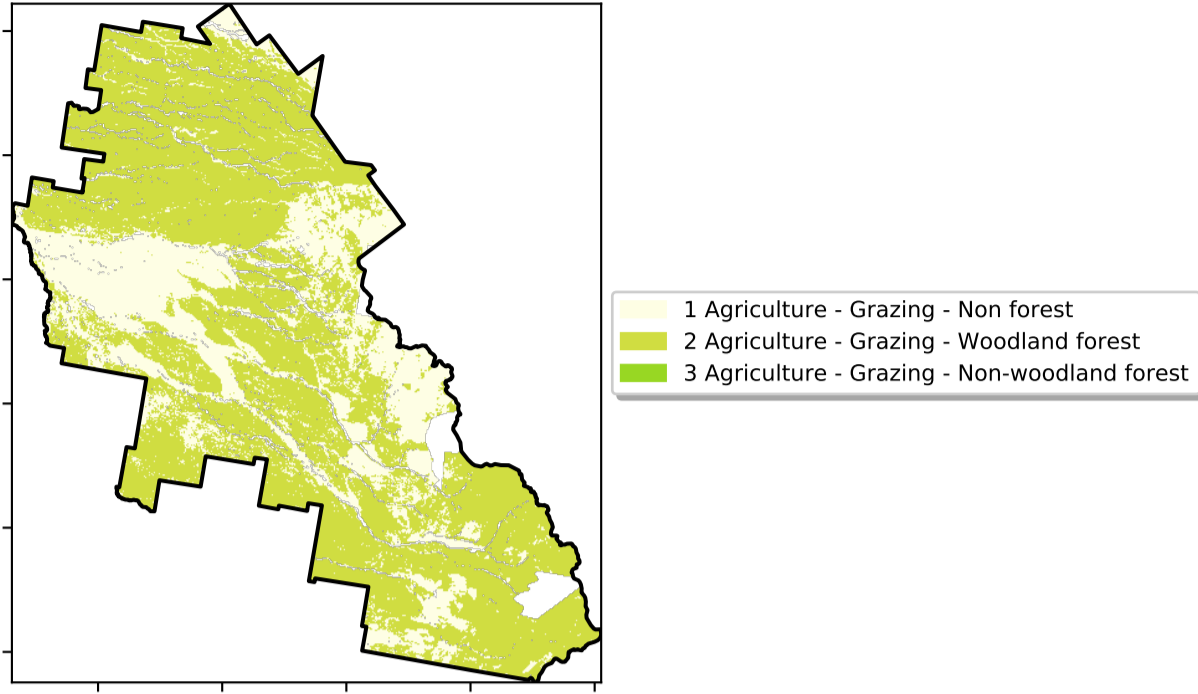 1 Agriculture - Grazing - Non forest
2 Agriculture - Grazing - Woodland forest
3 Agriculture - Grazing - Non-woodland forest